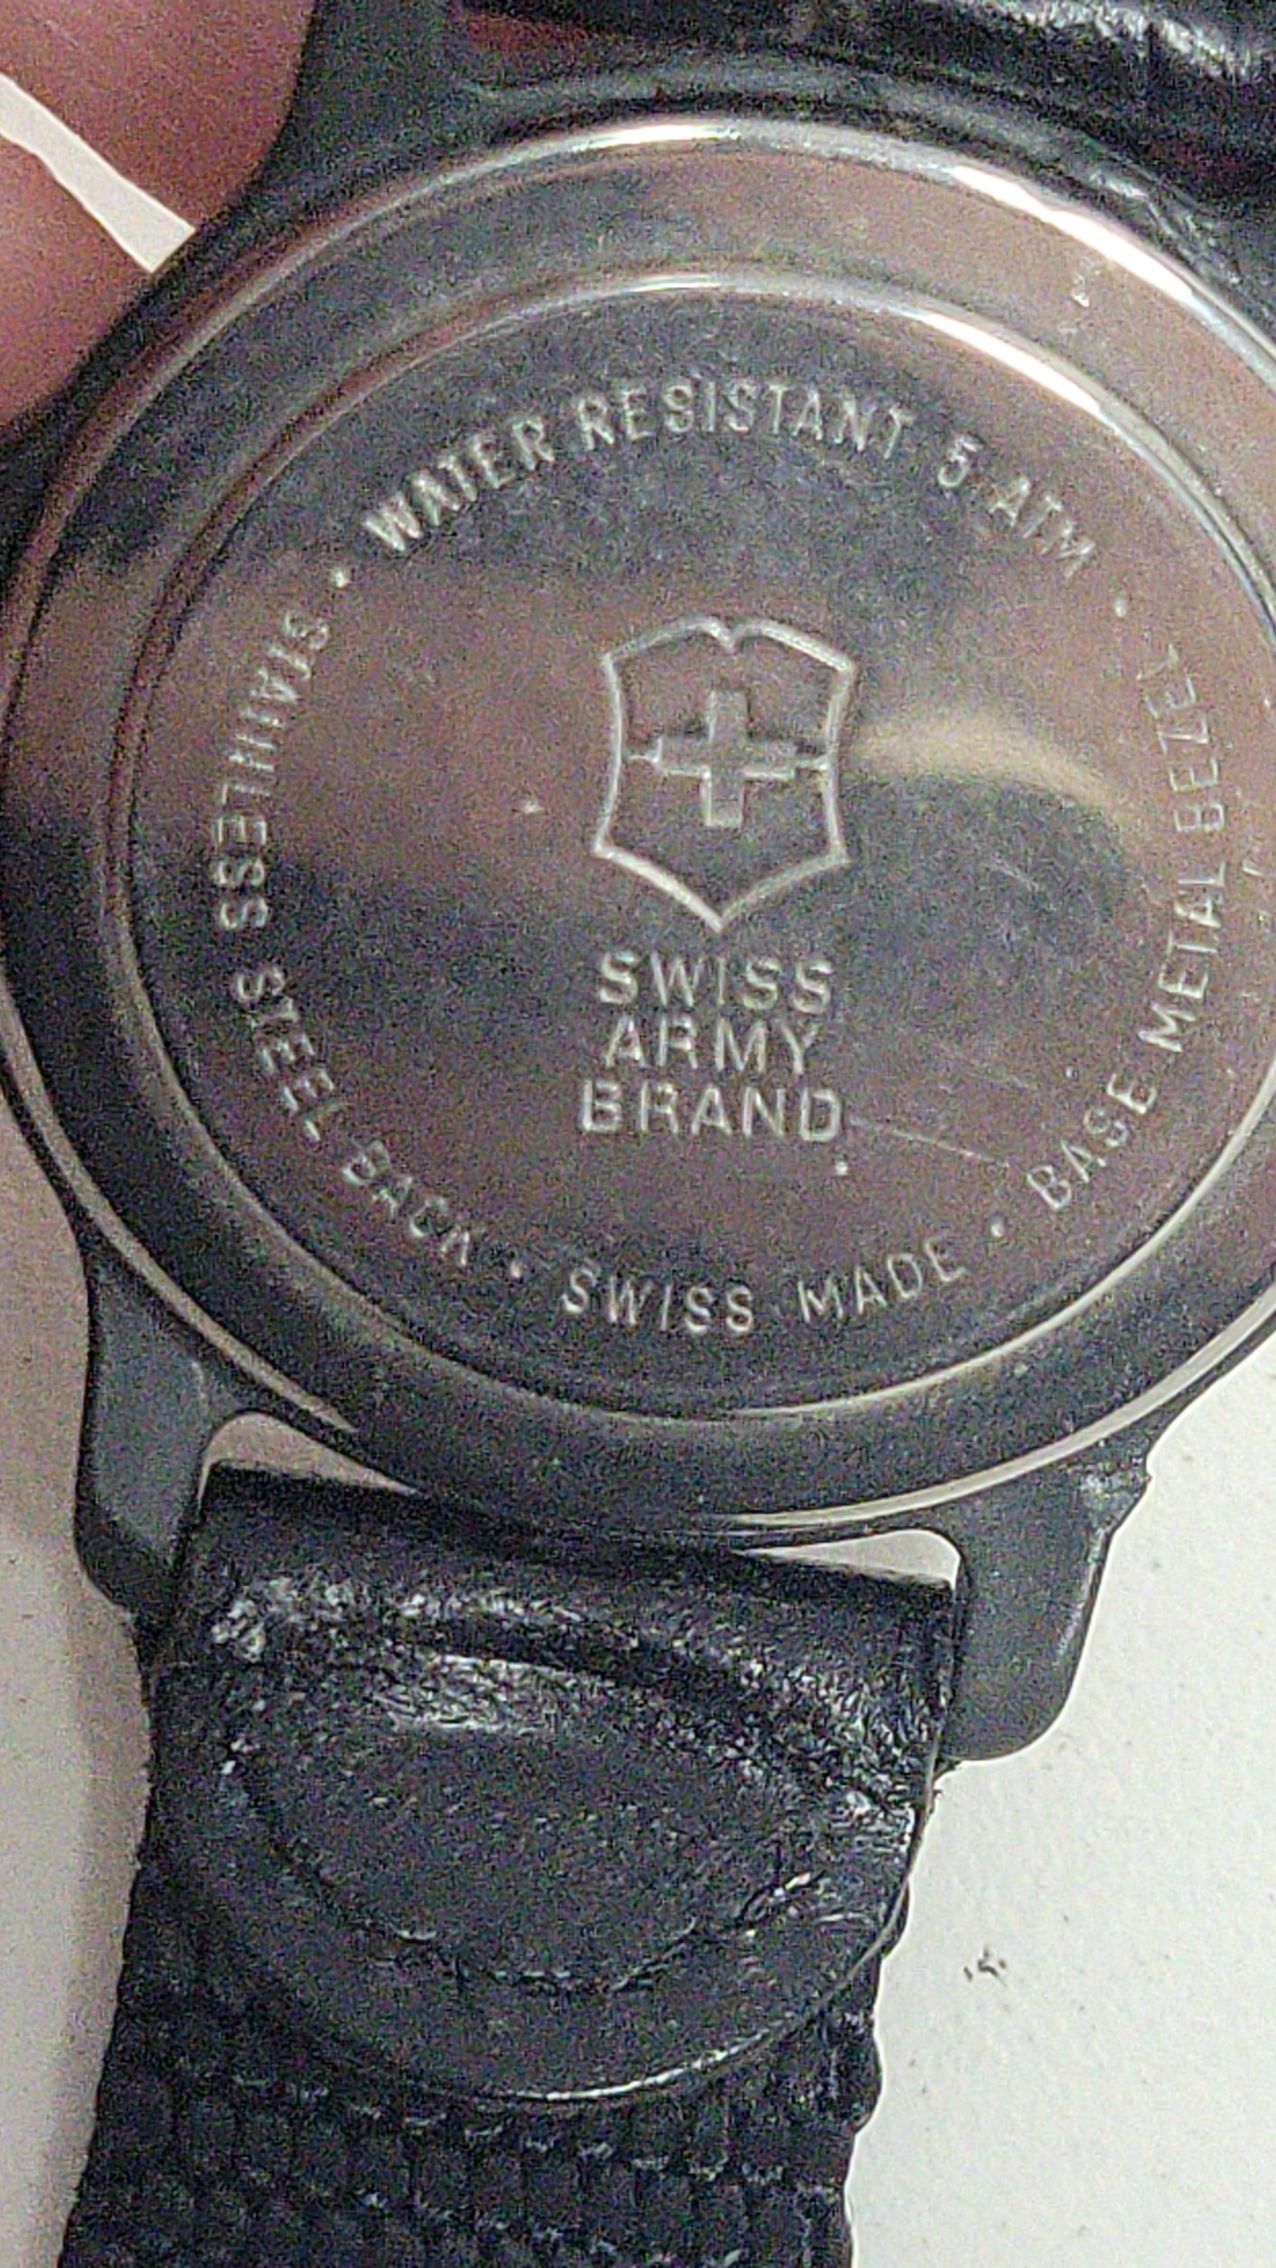 • WATER RESISTANT 5 ATM •
BASE METAL BEZEL
• SWISS MADE •
STAINLESS STEEL BACK
SWISS
ARMY
BRAND